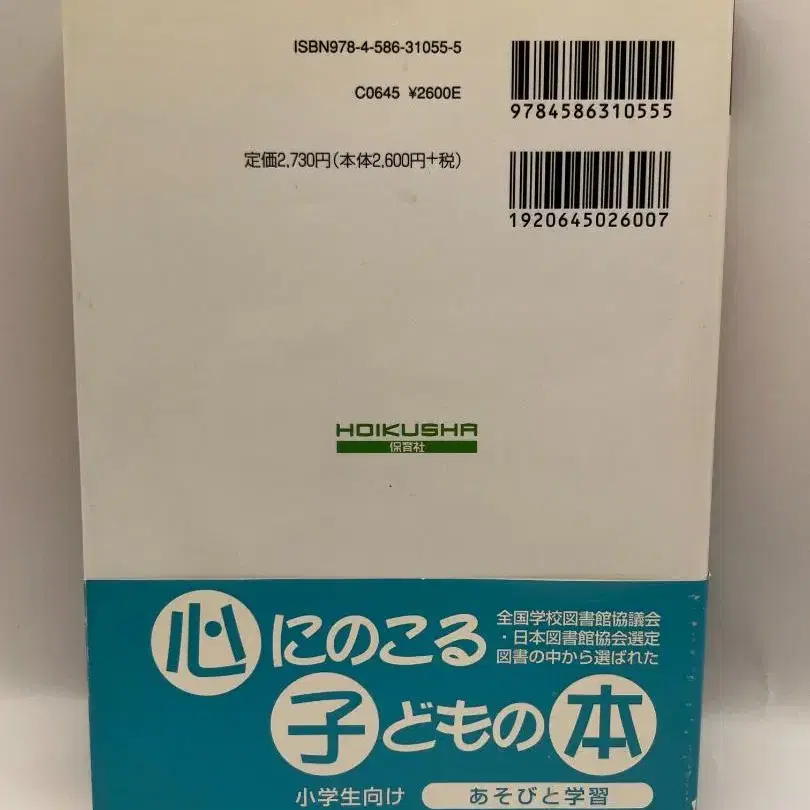 ISBN978-4-586-31055-5
9784586310555
C0645 ¥2600E
定価2,730円(本体2,600円+税)
1920645026007
HOIKUSHA
保育社
心にのこる
全国学校図書館協議会
・日本図書館協会選定
図書の中から選ばれた
子どもの本
小学生向け
あそびと学習